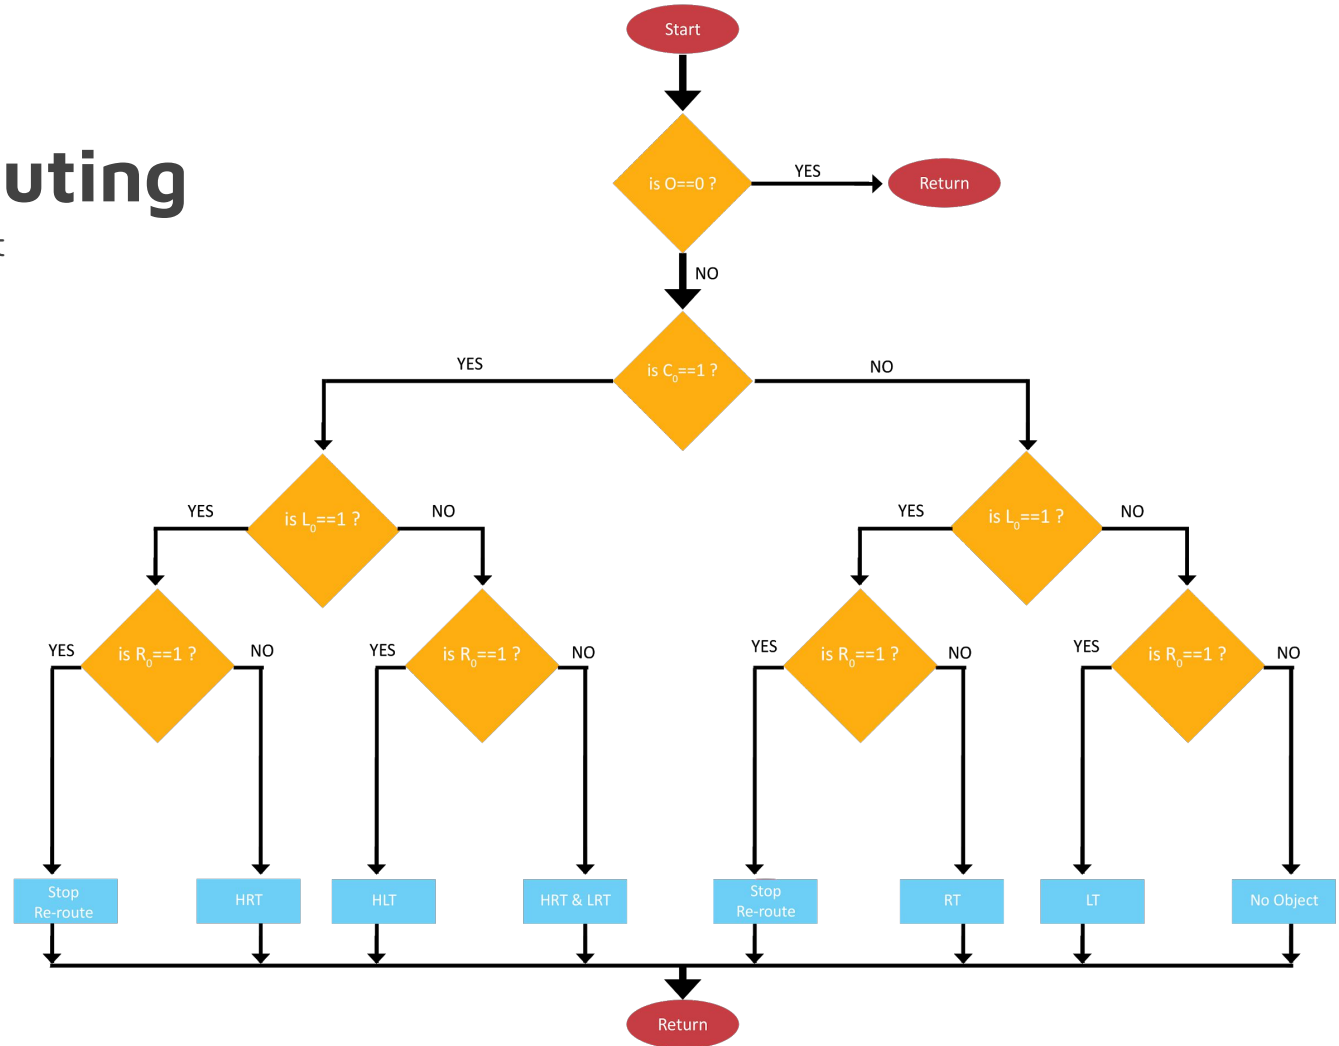 Start
uting
is O==0 ?
YES
Return
NO
is C₀==1 ?
YES
NO
is L₀==1 ?
YES
NO
is L₀==1 ?
YES
NO
is R₀==1 ?
YES
NO
is R₀==1 ?
YES
NO
is R₀==1 ?
YES
NO
is R₀==1 ?
YES
NO
Stop
Re-route
HRT
HLT
HRT & LRT
Stop
Re-route
RT
LT
No Object
Return